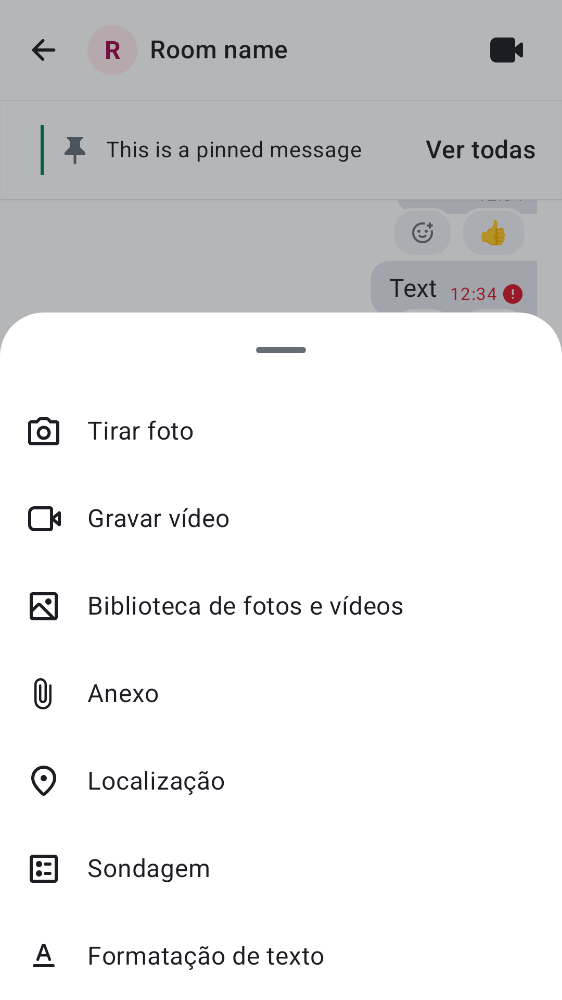 R Room name
This is a pinned message Ver todas
Text 12:34
Tirar foto
Gravar vídeo
Biblioteca de fotos e vídeos
Anexo
Localização
Sondagem
Formatação de texto